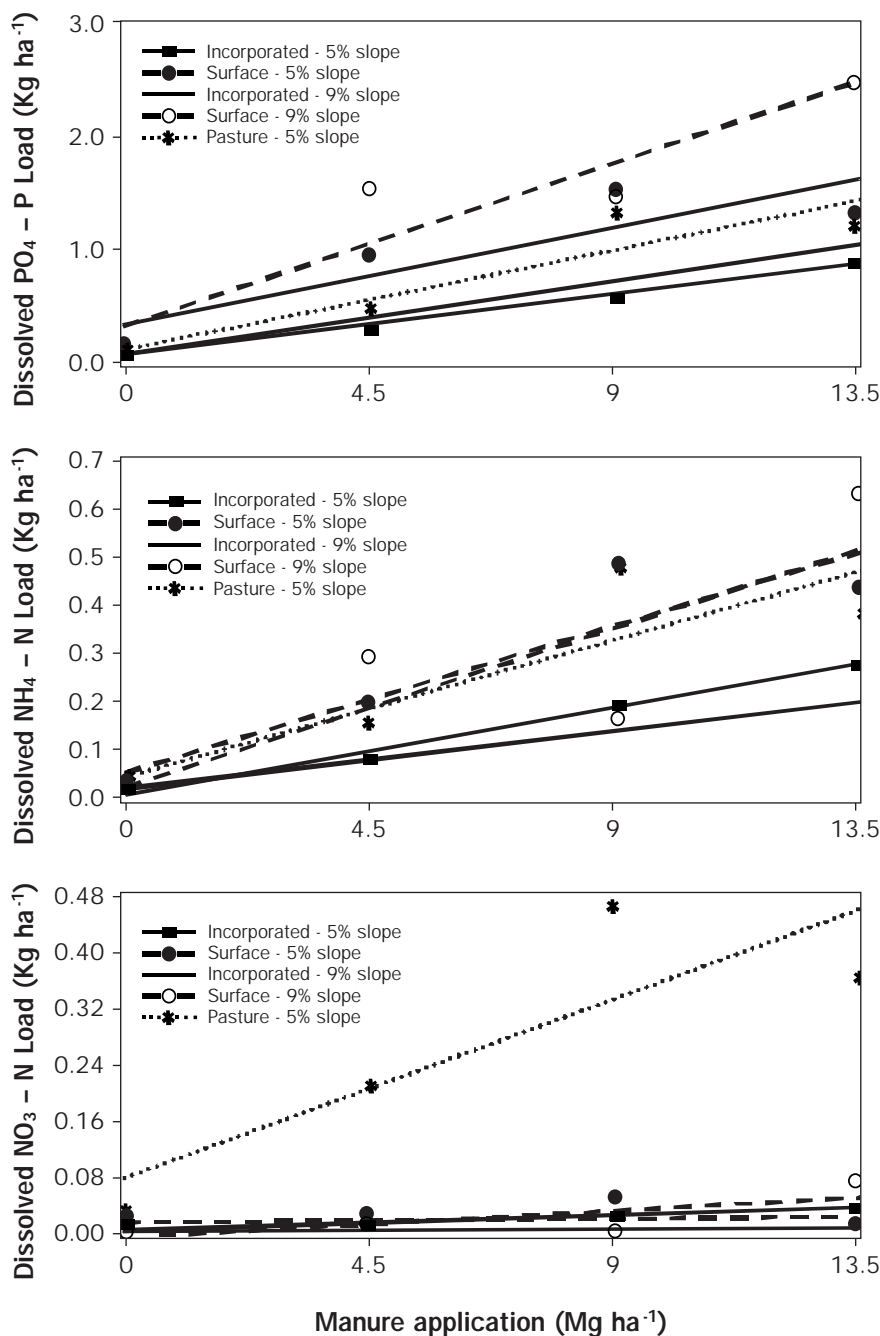 Dissolved PO₄ – P Load (Kg ha⁻¹)
3.0
2.0
1.0
0.0
Incorporated - 5% slope
Surface - 5% slope
Incorporated - 9% slope
Surface - 9% slope
Pasture - 5% slope
0 4.5 9 13.5
Dissolved NH₄ – N Load (Kg ha⁻¹)
0.7
0.6
0.5
0.4
0.3
0.2
0.1
0.0
Incorporated - 5% slope
Surface - 5% slope
Incorporated - 9% slope
Surface - 9% slope
Pasture - 5% slope
0 4.5 9 13.5
Dissolved NO₃ – N Load (Kg ha⁻¹)
0.48
0.40
0.32
0.24
0.16
0.08
0.00
Incorporated - 5% slope
Surface - 5% slope
Incorporated - 9% slope
Surface - 9% slope
Pasture - 5% slope
0 4.5 9 13.5
Manure application (Mg ha⁻¹)